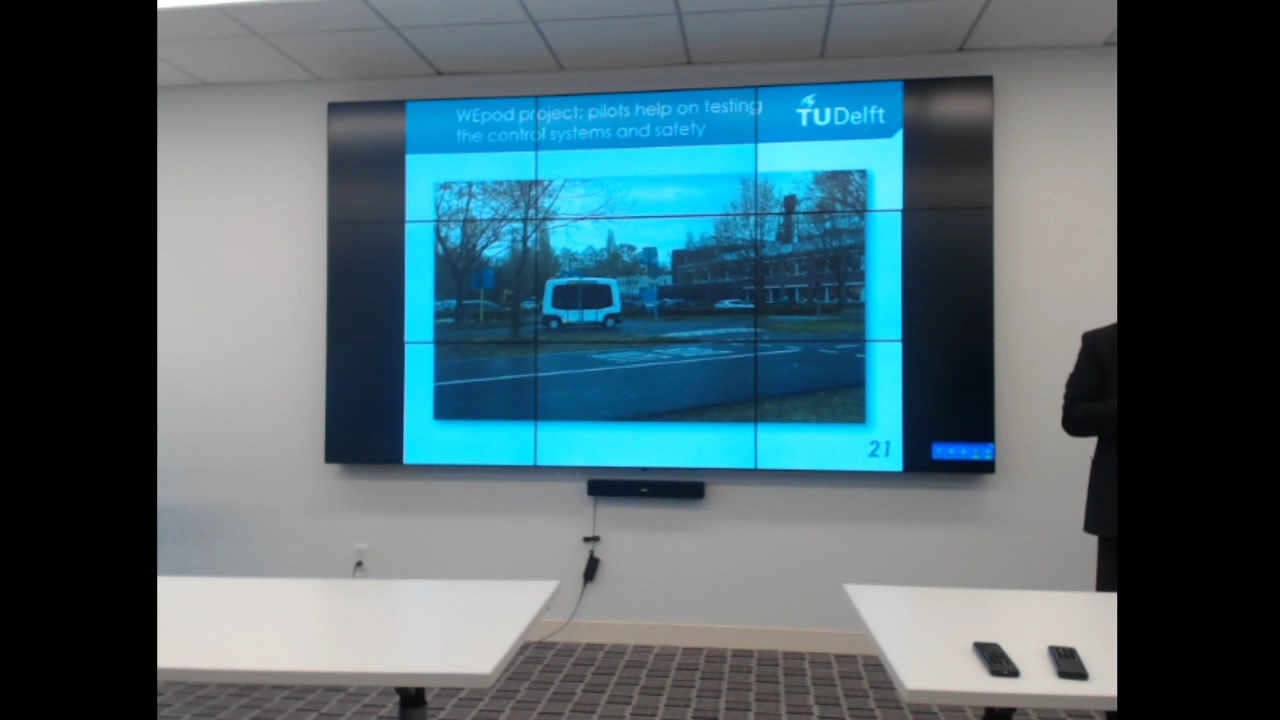 WEpod project: pilots help on testing
the control systems and safety
TUDelft
21